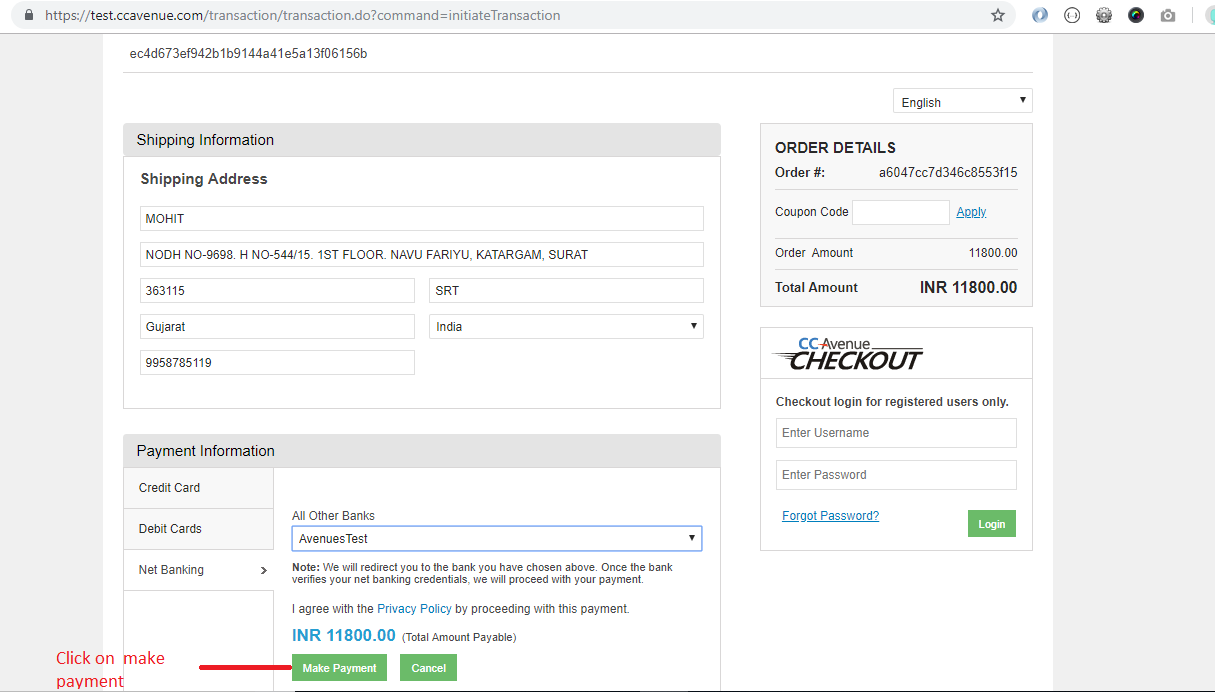 https://test.ccavenue.com/transaction/transaction.do?command=initiateTransaction
ec4d673ef942b1b9144a41e5a13f06156b
English
Shipping Information
Shipping Address
MOHIT
NODH NO-9698. H NO-544/15. 1ST FLOOR. NAVU FARIYU, KATARGAM, SURAT
363115 SRT
Gujarat India
9958785119
ORDER DETAILS
Order #: a6047cc7d346c8553f15
Coupon Code Apply
Order Amount 11800.00
Total Amount INR 11800.00
CCAvenue
CHECKOUT
Checkout login for registered users only.
Enter Username
Enter Password
Forgot Password? Login
Payment Information
Credit Card
Debit Cards
Net Banking
All Other Banks
AvenuesTest
Note: We will redirect you to the bank you have chosen above. Once the bank
verifies your net banking credentials, we will proceed with your payment.
I agree with the Privacy Policy by proceeding with this payment.
INR 11800.00 (Total Amount Payable)
Make Payment Cancel
Click on make
payment